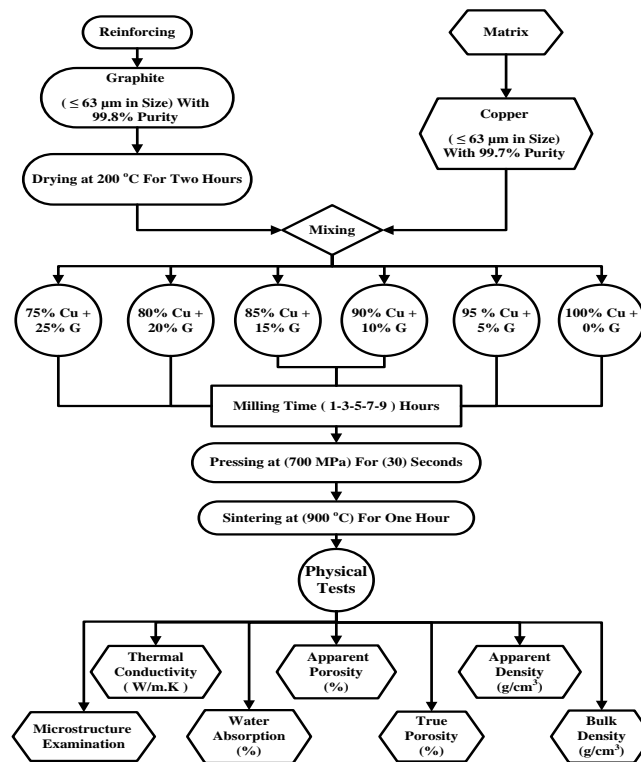 Reinforcing
Matrix
Graphite
(≤ 63 μm in Size) With
99.8% Purity
Copper
(≤ 63 μm in Size)
With 99.7% Purity
Drying at 200 °C For Two Hours
Mixing
75% Cu +
25% G
80% Cu +
20% G
85% Cu +
15% G
90% Cu +
10% G
95 % Cu +
5% G
100% Cu +
0% G
Milling Time ( 1-3-5-7-9 ) Hours
Pressing at (700 MPa) For (30) Seconds
Sintering at (900 °C) For One Hour
Physical
Tests
Thermal
Conductivity
( W/m.K )
Apparent
Porosity
(%)
Apparent
Density
(g/cm³)
Microstructure
Examination
Water
Absorption
(%)
True
Porosity
(%)
Bulk
Density
(g/cm³)